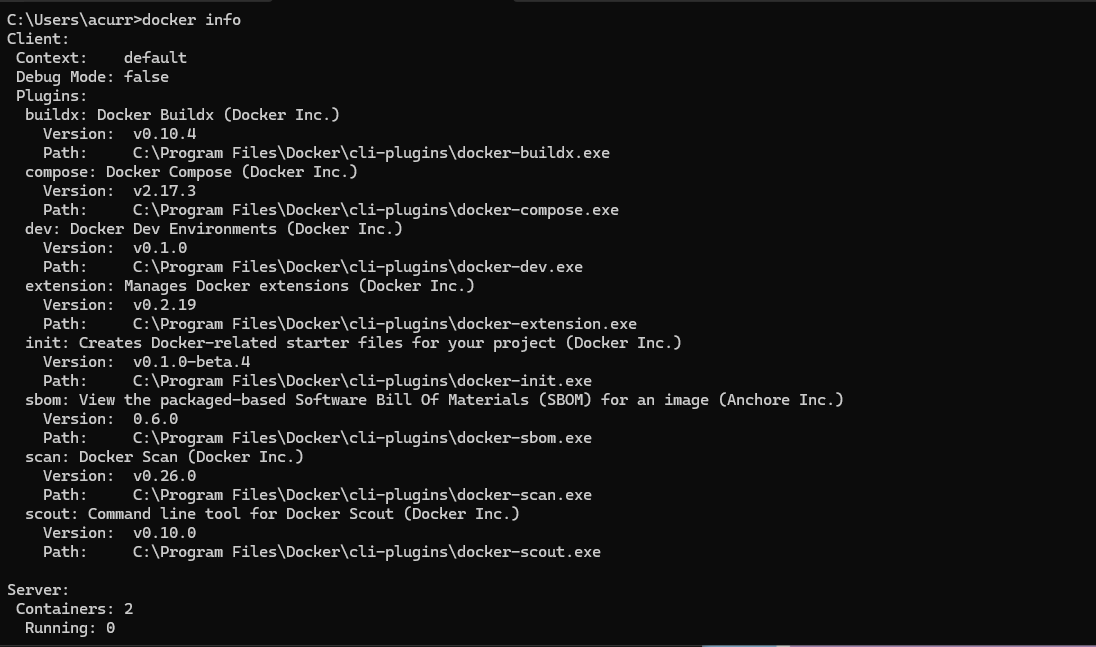 C:\Users\acurr>docker info
Client:
 Context:    default
 Debug Mode: false
 Plugins:
  buildx: Docker Buildx (Docker Inc.)
    Version:  v0.10.4
    Path:     C:\Program Files\Docker\cli-plugins\docker-buildx.exe
  compose: Docker Compose (Docker Inc.)
    Version:  v2.17.3
    Path:     C:\Program Files\Docker\cli-plugins\docker-compose.exe
  dev: Docker Dev Environments (Docker Inc.)
    Version:  v0.1.0
    Path:     C:\Program Files\Docker\cli-plugins\docker-dev.exe
  extension: Manages Docker extensions (Docker Inc.)
    Version:  v0.2.19
    Path:     C:\Program Files\Docker\cli-plugins\docker-extension.exe
  init: Creates Docker-related starter files for your project (Docker Inc.)
    Version:  v0.1.0-beta.4
    Path:     C:\Program Files\Docker\cli-plugins\docker-init.exe
  sbom: View the packaged-based Software Bill Of Materials (SBOM) for an image (Anchore Inc.)
    Version:  0.6.0
    Path:     C:\Program Files\Docker\cli-plugins\docker-sbom.exe
  scan: Docker Scan (Docker Inc.)
    Version:  v0.26.0
    Path:     C:\Program Files\Docker\cli-plugins\docker-scan.exe
  scout: Command line tool for Docker Scout (Docker Inc.)
    Version:  v0.10.0
    Path:     C:\Program Files\Docker\cli-plugins\docker-scout.exe

Server:
 Containers: 2
  Running: 0